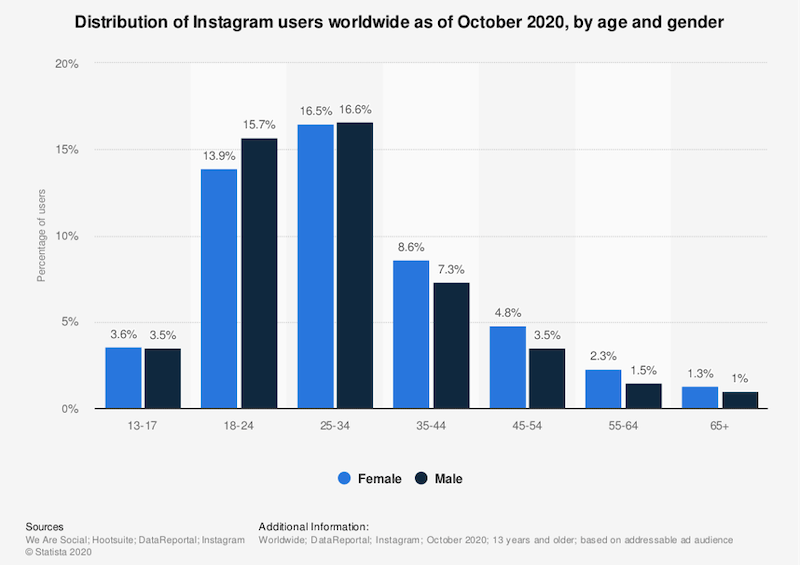 Distribution of Instagram users worldwide as of October 2020, by age and gender
Percentage of users
20%
15%
10%
5%
0%
3.6% 3.5%
13.9% 15.7%
16.5% 16.6%
8.6% 7.3%
4.8% 3.5%
2.3% 1.5%
1.3% 1%
13-17 18-24 25-34 35-44 45-54 55-64 65+
Female Male
Sources
We Are Social; Hootsuite; DataReportal; Instagram
© Statista 2020
Additional Information:
Worldwide; DataReportal; Instagram; October 2020; 13 years and older; based on addressable ad audience